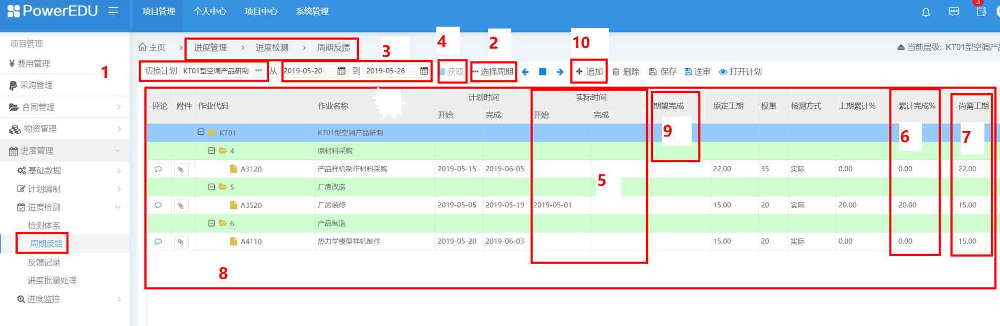 PowerEDU 项目管理 个人中心 项目中心 系统管理 3
项目管理
¥ 费用管理
1
采购管理
合同管理
物资管理
进度管理
基础数据
计划编制
进度检测
检测体系
周期反馈
反馈记录
进度批量处理
进度监控
主页 > 进度管理 > 进度检测 > 周期反馈 当前层级: KT01型空调产品
3 4 2 10
切换计划 KT01型空调产品研制 ••• 从 2019-05-20 到 2019-05-26 获取 ••• 选择周期 追加 删除 保存 送审 打开计划
评论 附件 作业代码 作业名称 计划时间 实际时间 期望完成 原定工期 权重 检测方式 上期累计% 累计完成% 尚需工期
开始 完成 开始 完成
KT01 KT01型空调产品研制
9 6 7
4 原材料采购
A3120 产品样机制作材料采购 2019-05-15 2019-06-05 22.00 35 实际 0.00 0.00 22.00
5
5 厂房改造
A3520 厂房装修 2019-05-05 2019-05-19 2019-05-01 15.00 20 实际 20.00 20.00 15.00
6 产品制造
A4110 热力学模型样机制作 2019-05-20 2019-06-03 15.00 20 实际 0.00 0.00 15.00
8